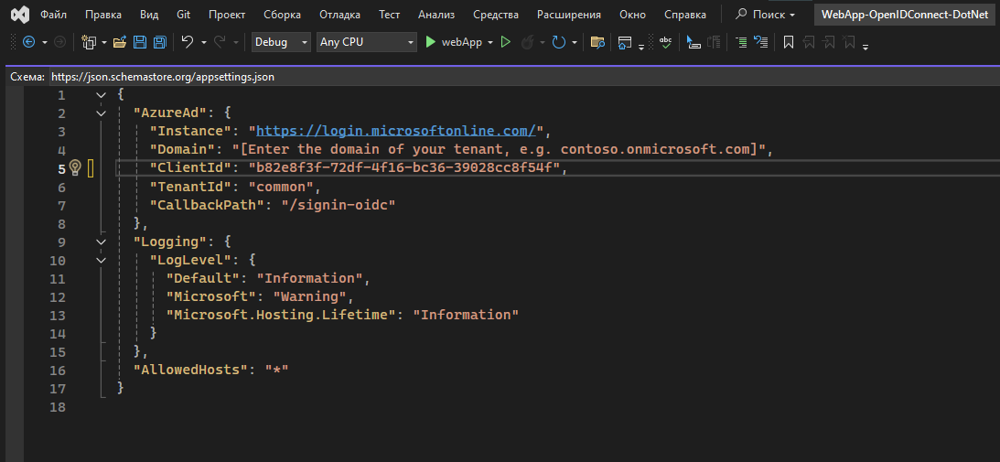 Файл Правка Вид Git Проект Сборка Отладка Тест Анализ Средства Расширения Окно Справка Поиск WebApp-OpenIDConnect-DotNet
Debug Any CPU webApp abc
Схема: https://json.schemastore.org/appsettings.json
1 {
2 "AzureAd": {
3 "Instance": "https://login.microsoftonline.com/",
4 "Domain": "[Enter the domain of your tenant, e.g. contoso.onmicrosoft.com]",
5 "ClientId": "b82e8f3f-72df-4f16-bc36-39028cc8f54f",
6 "TenantId": "common",
7 "CallbackPath": "/signin-oidc"
8 },
9 "Logging": {
10 "LogLevel": {
11 "Default": "Information",
12 "Microsoft": "Warning",
13 "Microsoft.Hosting.Lifetime": "Information"
14 }
15 },
16 "AllowedHosts": "*"
17 }
18